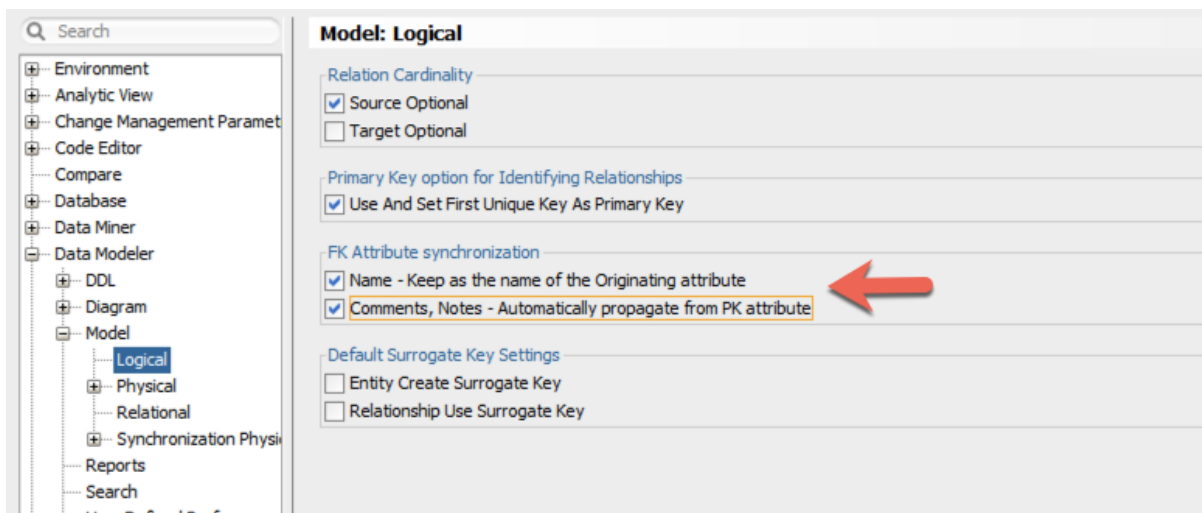 Search
Environment
Analytic View
Change Management Paramet
Code Editor
Compare
Database
Data Miner
Data Modeler
DDL
Diagram
Model
Logical
Physical
Relational
Synchronization Physi
Reports
Search
Model: Logical
Relation Cardinality
Source Optional
Target Optional
Primary Key option for Identifying Relationships
Use And Set First Unique Key As Primary Key
FK Attribute synchronization
Name - Keep as the name of the Originating attribute
Comments, Notes - Automatically propagate from PK attribute
Default Surrogate Key Settings
Entity Create Surrogate Key
Relationship Use Surrogate Key